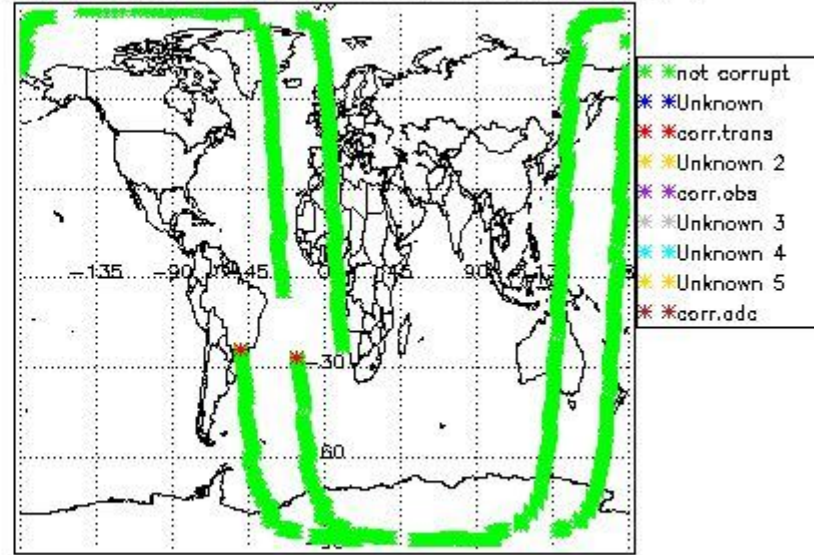 not corrupt
Unknown
corr.trans
Unknown 2
corr.obs
Unknown 3
Unknown 4
Unknown 5
corr.adc
-135
-90
45
0
45
90
-30
60